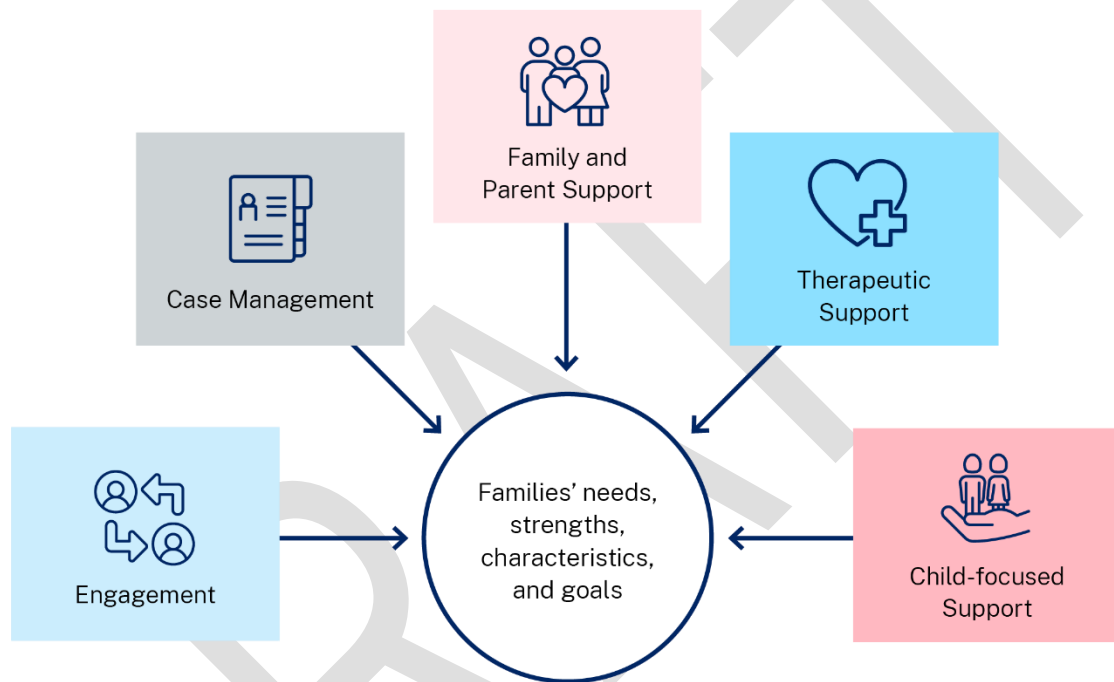 Family and
Parent Support
Case Management
Therapeutic
Support
Engagement
Families’ needs,
strengths,
characteristics,
and goals
Child-focused
Support
DRAFT